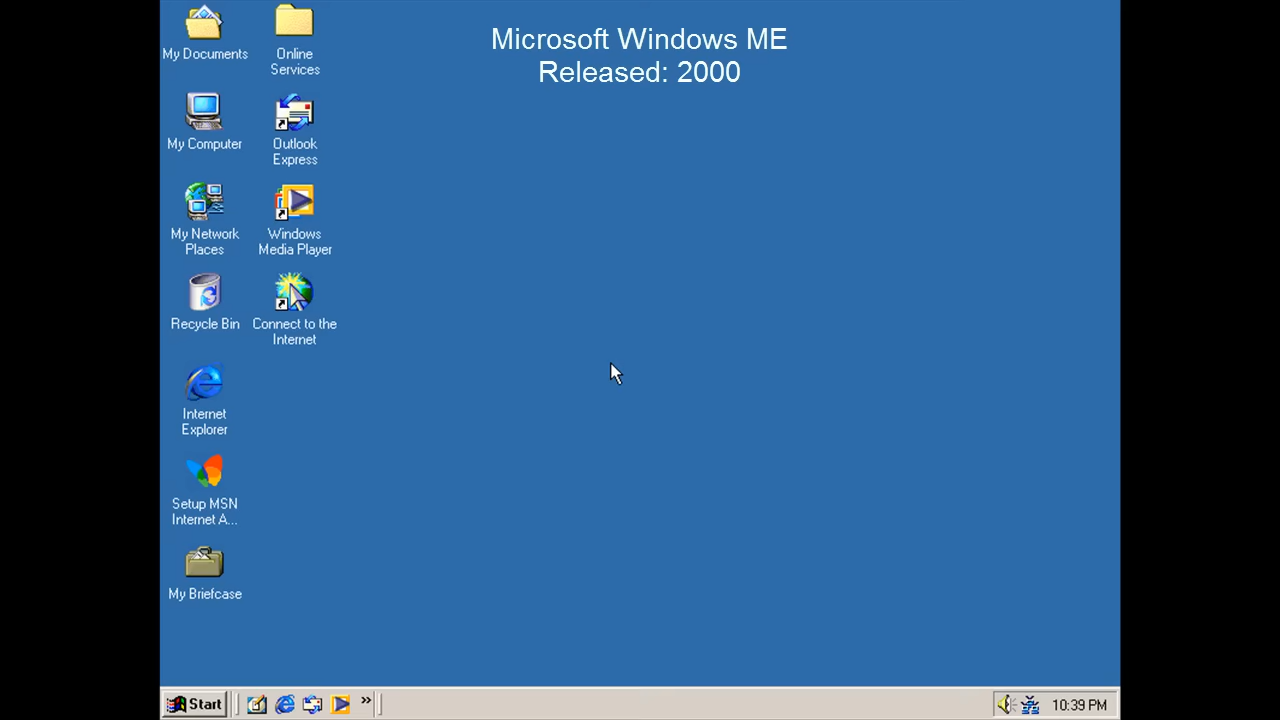 Microsoft Windows ME
Released: 2000
My Documents
Online
Services
My Computer
Outlook
Express
My Network
Places
Windows
Media Player
Recycle Bin
Connect to the
Internet
Internet
Explorer
Setup MSN
Internet A...
My Briefcase
Start
»
10:39 PM